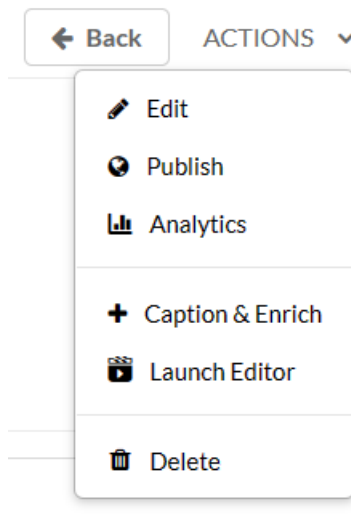 Back
ACTIONS
Edit
Publish
Analytics
Caption & Enrich
Launch Editor
Delete